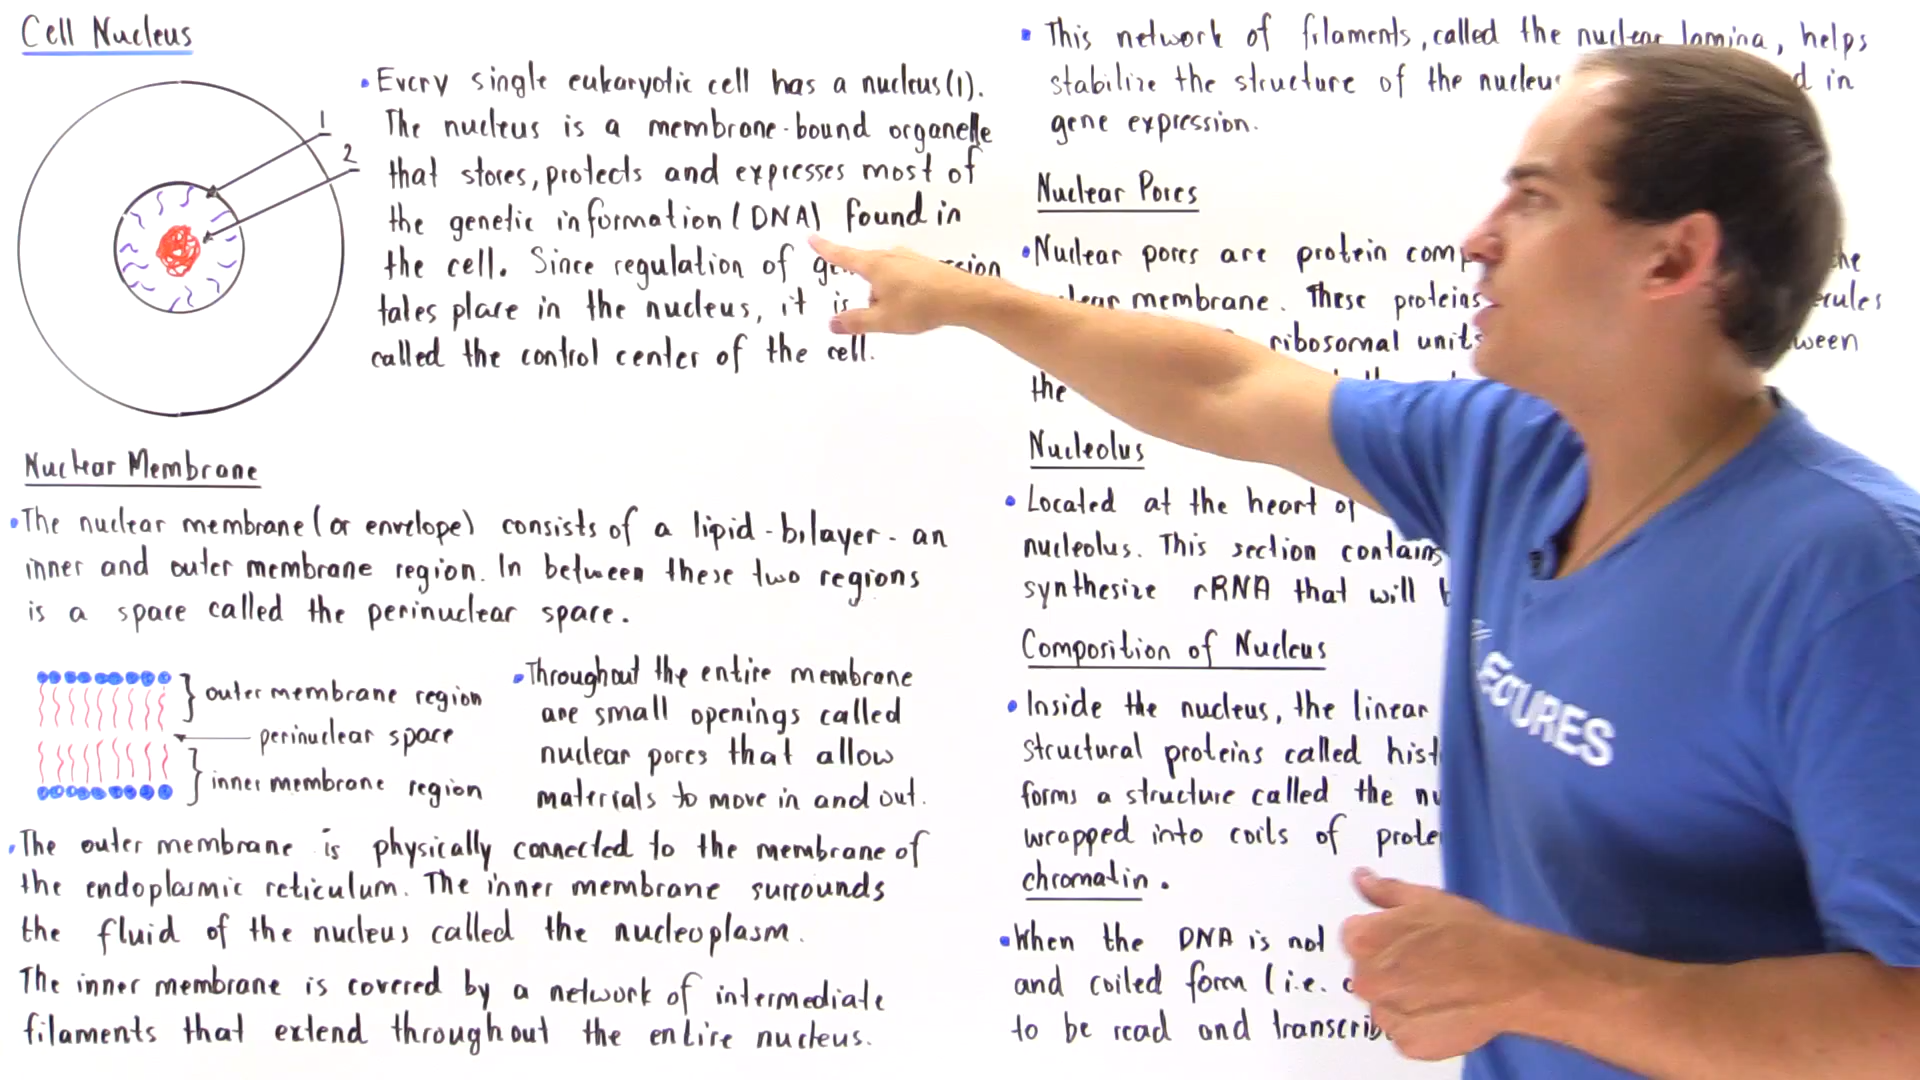 Cell Nucleus
1
2
• Every single eukaryotic cell has a nucleus (1).
The nucleus is a membrane-bound organelle
that stores, protects and expresses most of
the genetic information (DNA) found in
the cell. Since regulation of
takes place in the nucleus, it is
called the control center of the cell.
Nuclear Membrane
• The nuclear membrane (or envelope) consists of a lipid-bilayer - an
inner and outer membrane region. In between these two regions
is a space called the perinuclear space.
outer membrane region
perinuclear space
inner membrane region
• Throughout the entire membrane
are small openings called
nuclear pores that allow
materials to move in and out.
• The outer membrane is physically connected to the membrane of
the endoplasmic reticulum. The inner membrane surrounds
the fluid of the nucleus called the nucleoplasm.
The inner membrane is covered by a network of intermediate
filaments that extend throughout the entire nucleus.
• This network of filaments, called the nuclear lamina, helps
stabilize the structure of the in
gene expression.
Nuclear Pores
• Nuclear pores are protein
membrane. These proteins
ribosomal
the
Nucleolus
• Located at the heart of
nucleolus. This section contains
synthesize rRNA that will
Composition of Nucleus
• Inside the nucleus, the linear
structural proteins called
forms a structure called the
wrapped into coils of
chromatin.
• When the DNA is not
and coiled form (i.e.
to be read and
ECTURES